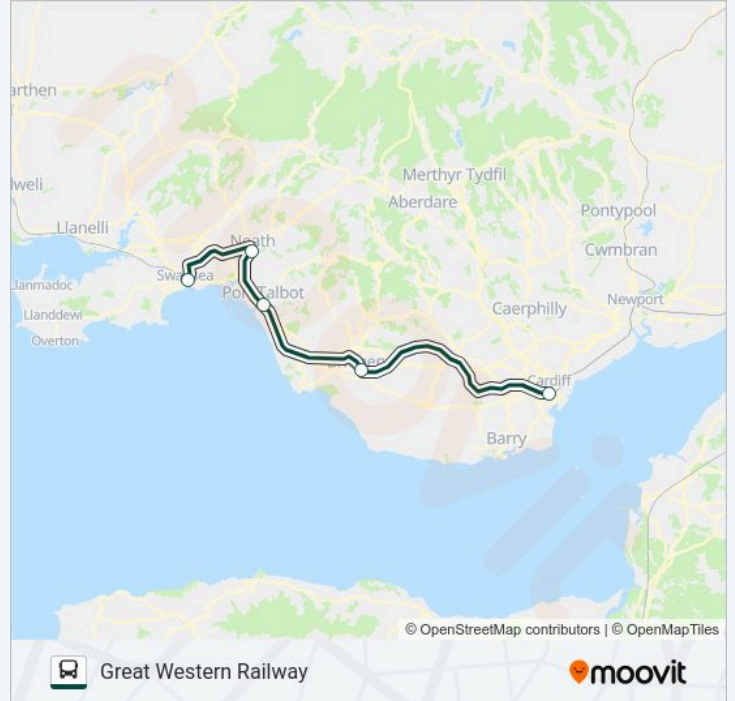 arthen
Merthyr Tydfil
lweli
Aberdare
Pontypool
Llanelli
Neath
Cwmbran
Swansea
Llanmadoc
Port Talbot
Newport
Llanddewi
Caerphilly
Overton
Cardiff
Barry
© OpenStreetMap contributors | © OpenMapTiles
Great Western Railway
moovit